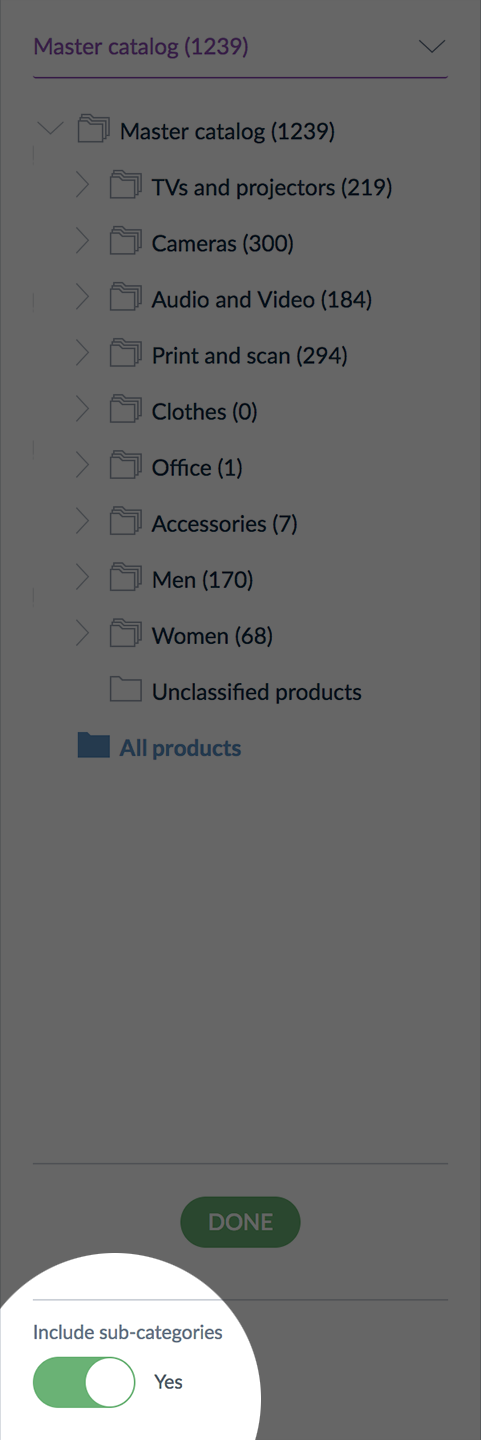 Master catalog (1239)
Master catalog (1239)
TVs and projectors (219)
Cameras (300)
Audio and Video (184)
Print and scan (294)
Clothes (0)
Office (1)
Accessories (7)
Men (170)
Women (68)
Unclassified products
All products
DONE
Include sub-categories
Yes